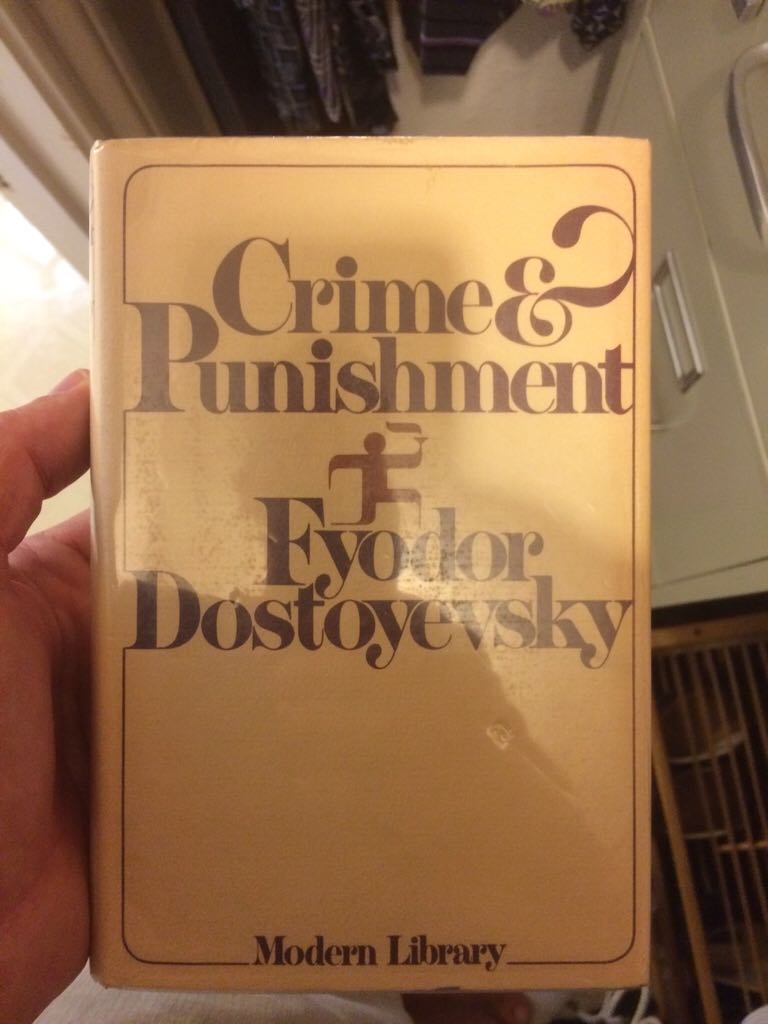 Crime &
Punishment
Fyodor
Dostoyevsky
Modern Library